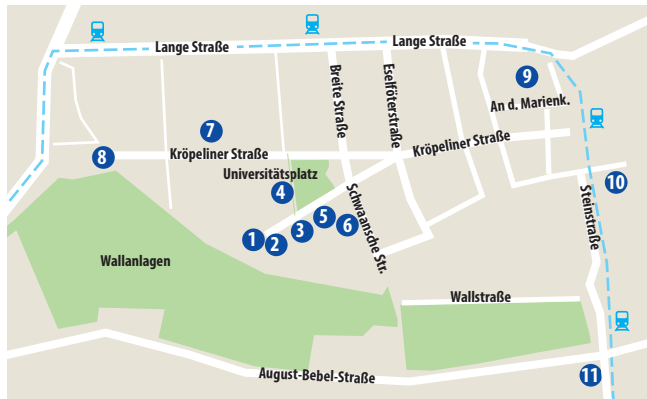 Lange Straße
Lange Straße
Breite Straße
Eselföterstraße
9
An d. Marienk.
7
Kröpeliner Straße
Kröpeliner Straße
8
Universitätsplatz
4
Schwaansche Str.
10
Steinstraße
5
6
3
1
2
Wallanlagen
Wallstraße
August-Bebel-Straße
11